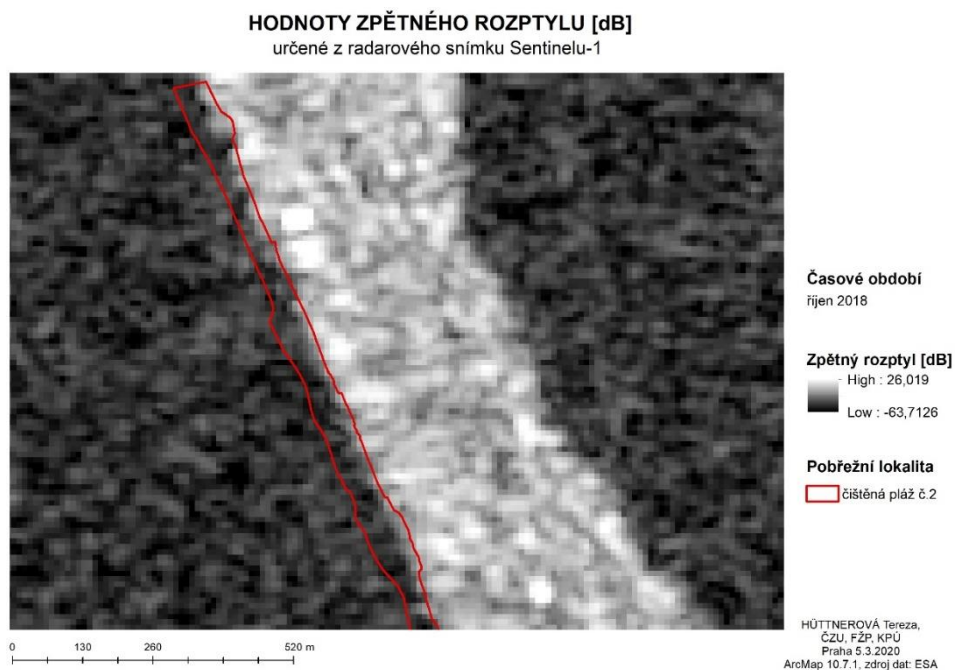 HODNOTY ZPĚTNÉHO ROZPTYLU [dB]
určené z radarového snímku Sentinelu-1
Časové období
říjen 2018
Zpětný rozptyl [dB]
High : 26,019
Low : -63,7126
Pobřežní lokalita
čištěná pláž č.2
0 130 260 520 m
HÜTTNEROVÁ Tereza,
ČZU, FŽP, KPÚ
Praha 5.3.2020
ArcMap 10.7.1, zdroj dat: ESA